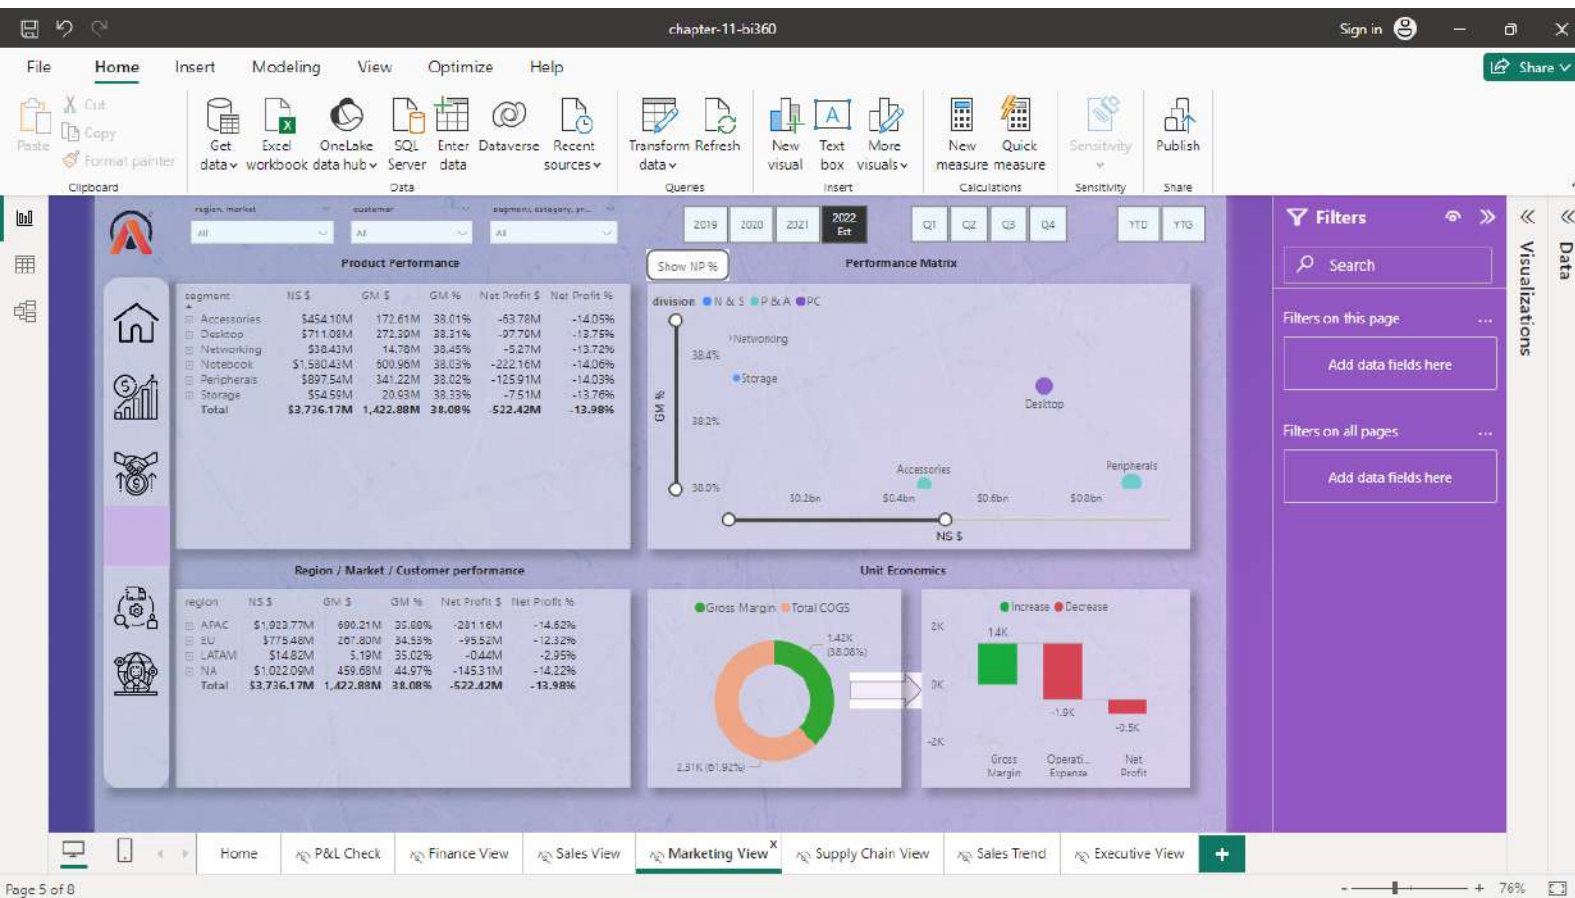 chapter-11-bi360
Sign in
File Home Insert Modeling View Optimize Help
Share
Paste
Cut
Copy
Format painter
Get data
Excel workbook
OneLake data hub
SQL Server
Enter data
Dataverse
Recent sources
Transform data
Refresh
New visual
Text box
More visuals
New measure
Quick measure
Sensitivity
Publish
Clipboard Data Queries Insert Calculations Sensitivity Share
region, market
All
customer
All
segment, category, pr...
All
2019 2020 2021 2022 Est
Q1 Q2 Q3 Q4
YTD YTG
Product Performance
segment NS $ GM $ GM % Net Profit $ Net Profit %
Accessories $454.10M 172.61M 38.01% -63.78M -14.05%
Desktop $711.08M 272.39M 38.31% -97.79M -13.75%
Networking $38.43M 14.78M 38.45% -5.27M -13.72%
Notebook $1,580.43M 600.96M 38.03% -222.16M -14.06%
Peripherals $897.54M 341.22M 38.02% -125.91M -14.03%
Storage $54.59M 20.93M 38.33% -7.51M -13.76%
Total $3,736.17M 1,422.88M 38.08% -522.42M -13.98%
Show NP %
Performance Matrix
division N & S P & A PC
GM %
38.4%
38.2%
38.0%
Networking
Storage
Desktop
Accessories
Peripherals
$0.2bn $0.4bn $0.6bn $0.8bn
NS $
Region / Market / Customer performance
region NS $ GM $ GM % Net Profit $ Net Profit %
APAC $1,923.77M 690.21M 35.88% -281.16M -14.62%
EU $775.48M 267.80M 34.53% -95.52M -12.32%
LATAM $14.82M 5.19M 35.02% -0.44M -2.95%
NA $1,022.09M 459.68M 44.97% -145.31M -14.22%
Total $3,736.17M 1,422.88M 38.08% -522.42M -13.98%
Unit Economics
Gross Margin Total COGS
1.42K
(38.08%)
2.31K (61.92%)
Increase Decrease
2K
0K
-2K
1.4K
-1.9K
-0.5K
Gross Margin
Operati... Expense
Net Profit
Filters
Search
Filters on this page
...
Add data fields here
Filters on all pages
...
Add data fields here
Visualizations
Data
Home P&L Check Finance View Sales View Marketing View Supply Chain View Sales Trend Executive View
Page 5 of 8
76%